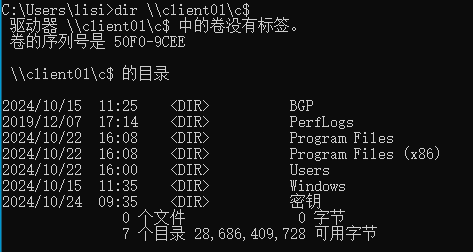 C:\Users\lisi>dir \\client01\c$
 驱动器 \\client01\c$ 中的卷没有标签。
 卷的序列号是 50F0-9CEE

 \\client01\c$ 的目录

2024/10/15  11:25    <DIR>          BGP
2019/12/07  17:14    <DIR>          PerfLogs
2024/10/22  16:08    <DIR>          Program Files
2024/10/22  16:08    <DIR>          Program Files (x86)
2024/10/22  16:00    <DIR>          Users
2024/10/15  11:35    <DIR>          Windows
2024/10/24  09:35    <DIR>          密钥
               0 个文件              0 字节
               7 个目录 28,686,409,728 可用字节